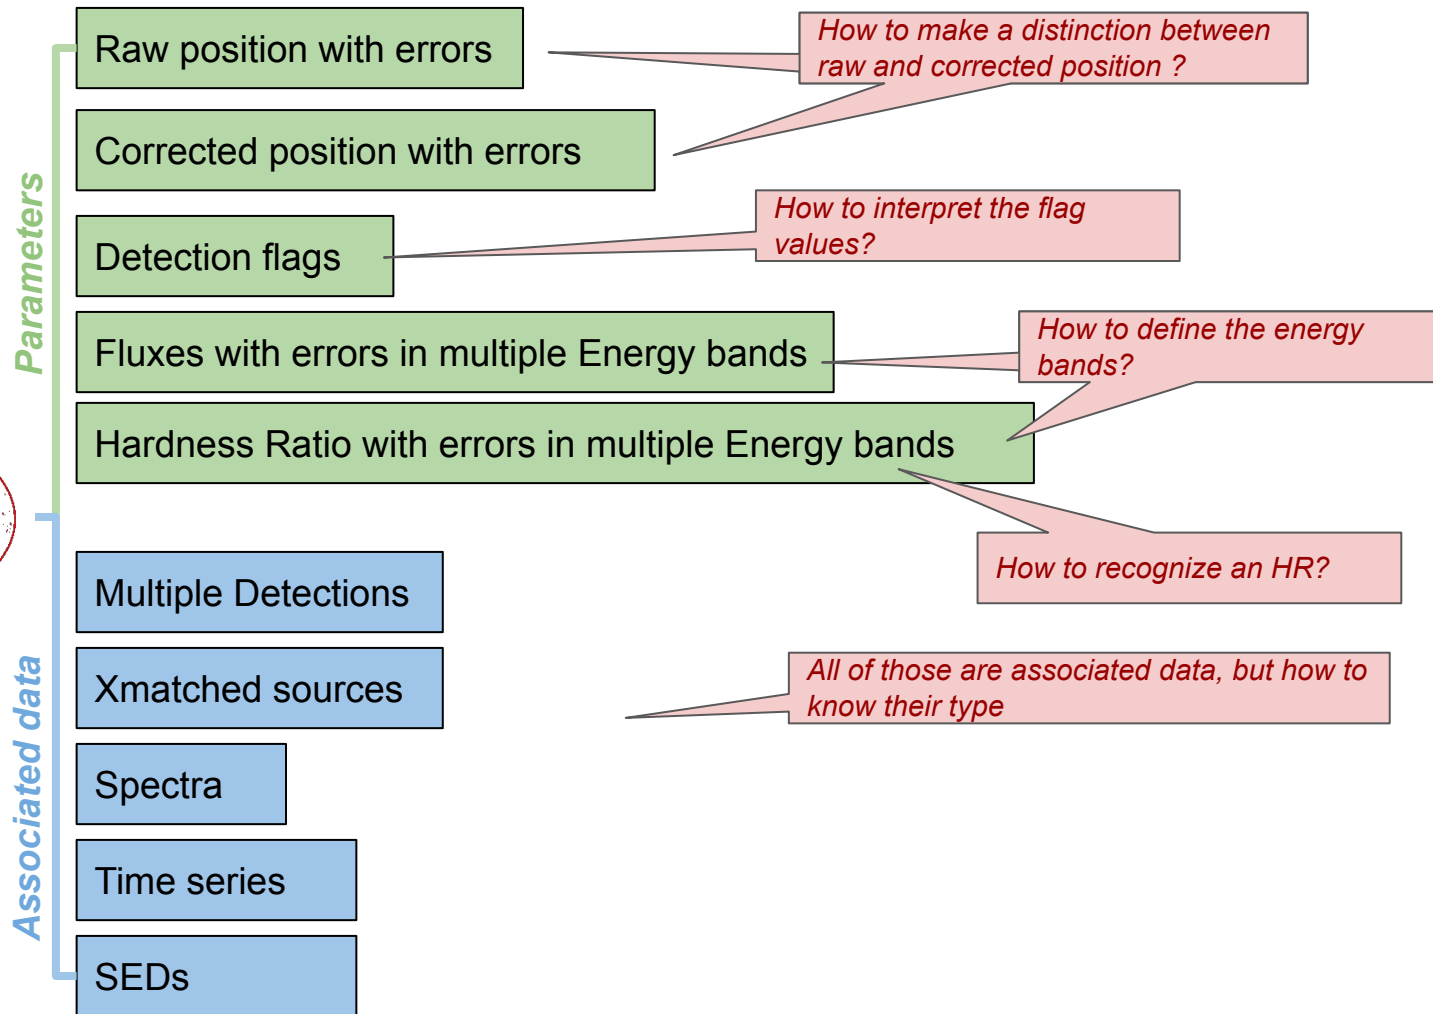 Raw position with errors
How to make a distinction between
raw and corrected position ?
Corrected position with errors
Parameters
How to interpret the flag
values?
Detection flags
Fluxes with errors in multiple Energy bands
How to define the energy
bands?
Hardness Ratio with errors in multiple Energy bands
How to recognize an HR?
Multiple Detections
Associated data
Xmatched sources
All of those are associated data, but how to
know their type
Spectra
Time series
SEDs